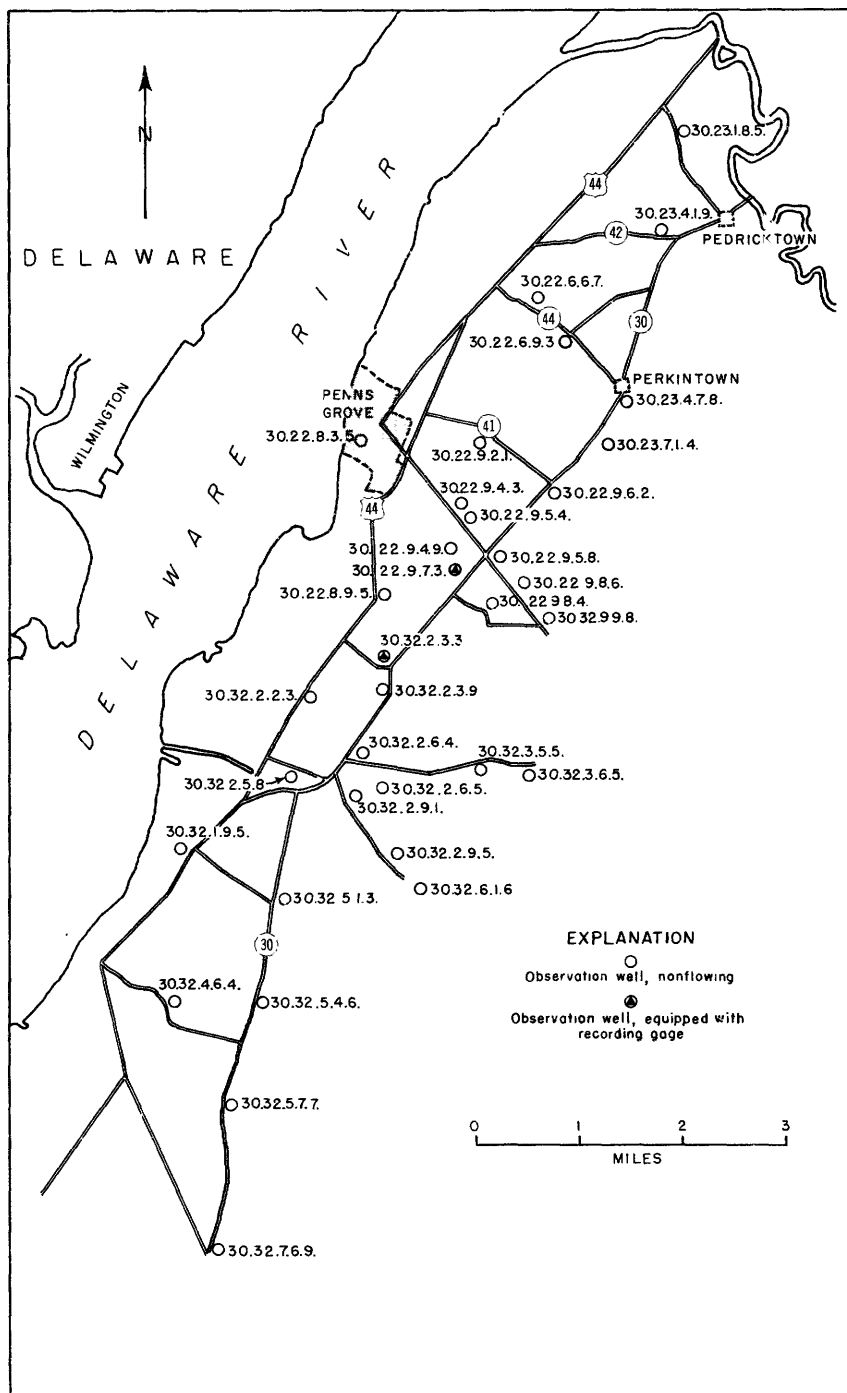 N
30.23.1.8.5.
44
30.23.4.1.9.
42
PEDRICKTOWN
DELAWARE
DELAWARE RIVER
30.22.6.6.7.
44
30
30.22.6.9.3
PERKINTOWN
30.23.4.7.8.
PENNS
GROVE
WILMINGTON
41
30.22.8.3.5.
30.22.9.2.1.
30.23.7.1.4.
30.22.9.4.3.
30.22.9.6.2.
44
30.22.9.5.4.
30.22.9.4.9.
30.22.9.5.8.
30.22.9.7.3.
30.22 9.8.6.
30.22.8.9.5.
30.22 9 8.4.
30.32.9.9.8.
30.32.2.3.3
30.32.2.3.9
30.32.2.2.3.
30.32.2.6.4.
30.32.3.5.5.
30.32 2.5.8
30.32.3.6.5.
30.32.2.6.5.
30.32.2.9.1.
30.32.1.9.5.
30.32.2.9.5.
30.32.6.1.6
30.32 5 1.3.
30
30.32.4.6.4.
30.32.5.4.6.
30.32.5.7.7.
30.32.7.6.9.
EXPLANATION
Observation well, nonflowing
Observation well, equipped with
recording gage
0 1 2 3
MILES